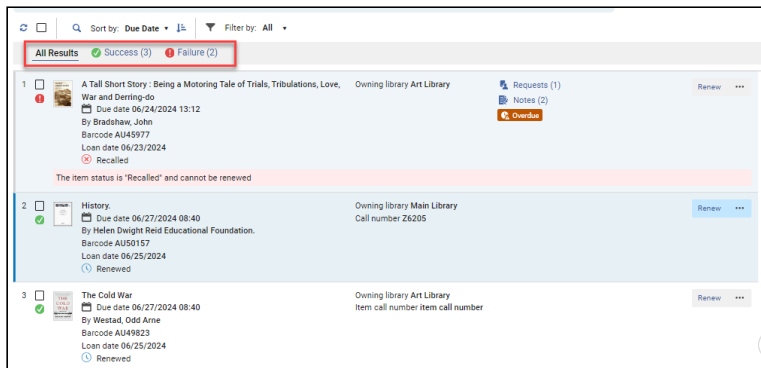 Sort by: Due Date Filter by: All
All Results Success (3) Failure (2)
1 A Tall Short Story : Being a Motoring Tale of Trials, Tribulations, Love, Owning library Art Library Requests (1) Renew ...
War and Derring-do Notes (2)
Due date 06/24/2024 13:12 Overdue
By Bradshaw, John
Barcode AU45977
Loan date 06/23/2024
Recalled
The item status is "Recalled" and cannot be renewed
2 History. Owning library Main Library Renew ...
Due date 06/27/2024 08:40 Call number Z6205
By Helen Dwight Reid Educational Foundation.
Barcode AU50157
Loan date 06/25/2024
Renewed
3 The Cold War Owning library Art Library Renew ...
Due date 06/27/2024 08:40 Item call number item call number
By Westad, Odd Arne
Barcode AU49823
Loan date 06/25/2024
Renewed